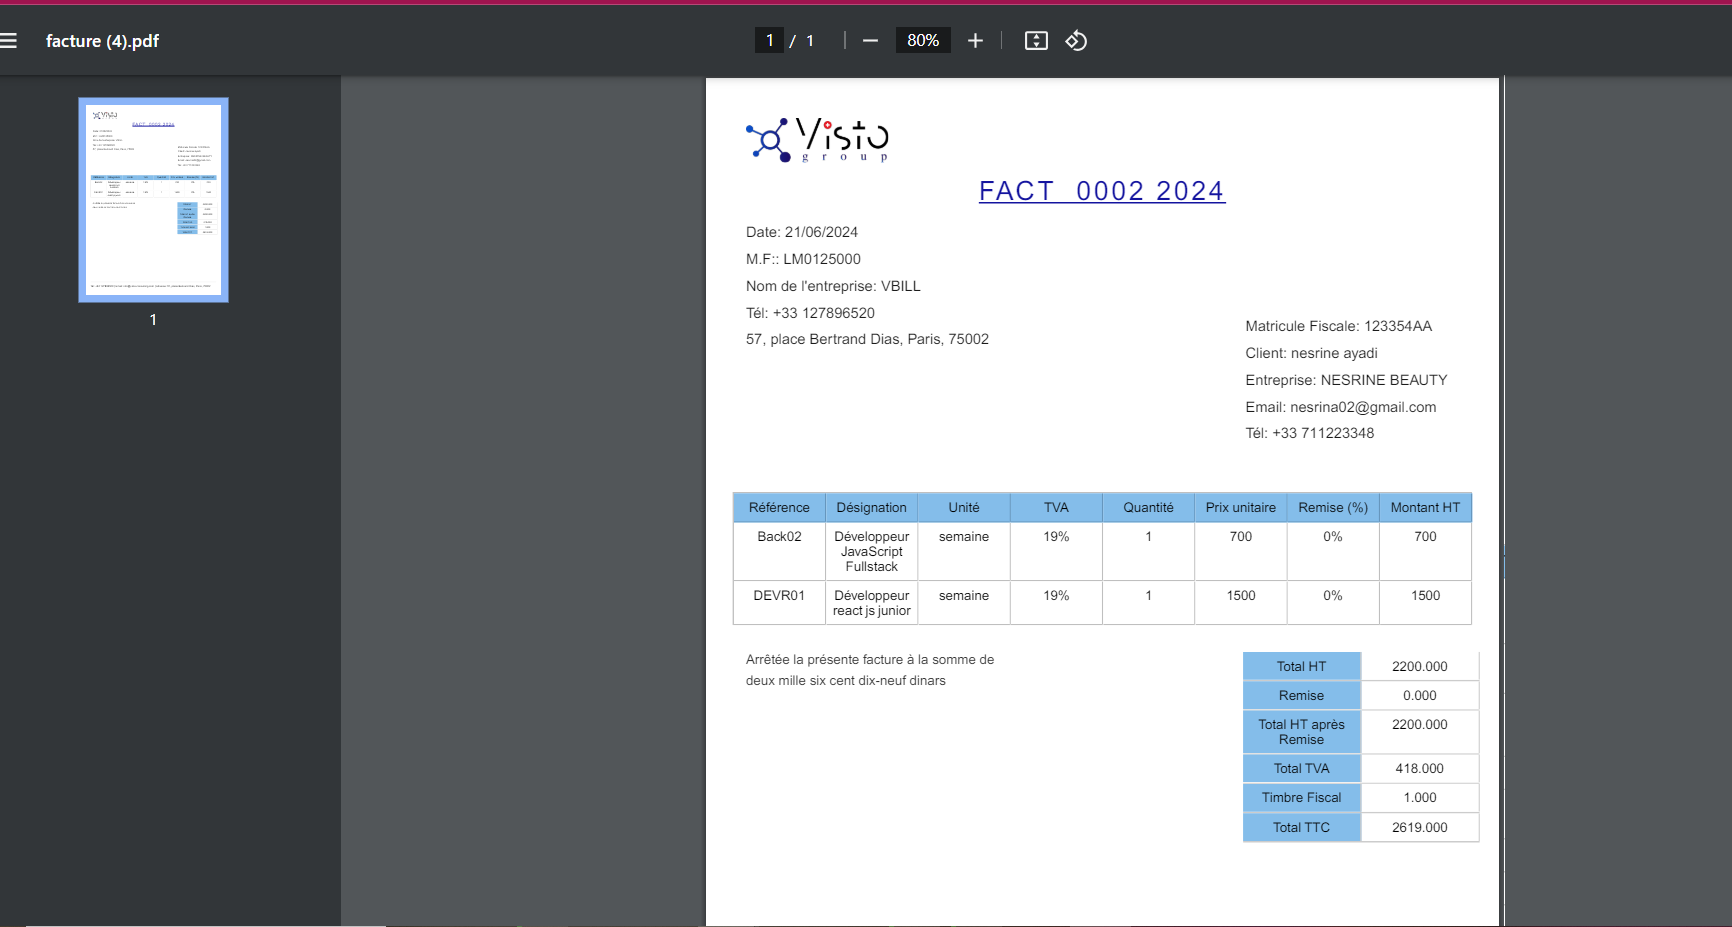 facture (4).pdf
1 / 1
80%
1
Visto
group
FACT 0002 2024
Date: 21/06/2024
M.F:: LM0125000
Nom de l'entreprise: VBILL
Tél: +33 127896520
57, place Bertrand Dias, Paris, 75002
Matricule Fiscale: 123354AA
Client: nesrine ayadi
Entreprise: NESRINE BEAUTY
Email: nesrina02@gmail.com
Tél: +33 711223348
Référence Désignation Unité TVA Quantité Prix unitaire Remise (%) Montant HT
Back02 Développeur semaine 19% 1 700 0% 700
JavaScript
Fullstack
DEVR01 Développeur semaine 19% 1 1500 0% 1500
react js junior
Arrêtée la présente facture à la somme de
deux mille six cent dix-neuf dinars
Total HT 2200.000
Remise 0.000
Total HT après 2200.000
Remise
Total TVA 418.000
Timbre Fiscal 1.000
Total TTC 2619.000